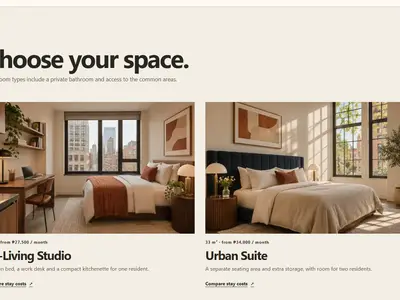 hoose your space.
oom types include a private bathroom and access to the common areas.
from ₱27,500 / month
33 m² · from ₱34,000 / month
-Living Studio
Urban Suite
n bed, a work desk and a compact kitchenette for one resident.
A separate seating area and extra storage, with room for two residents.
re stay costs ↗
Compare stay costs ↗